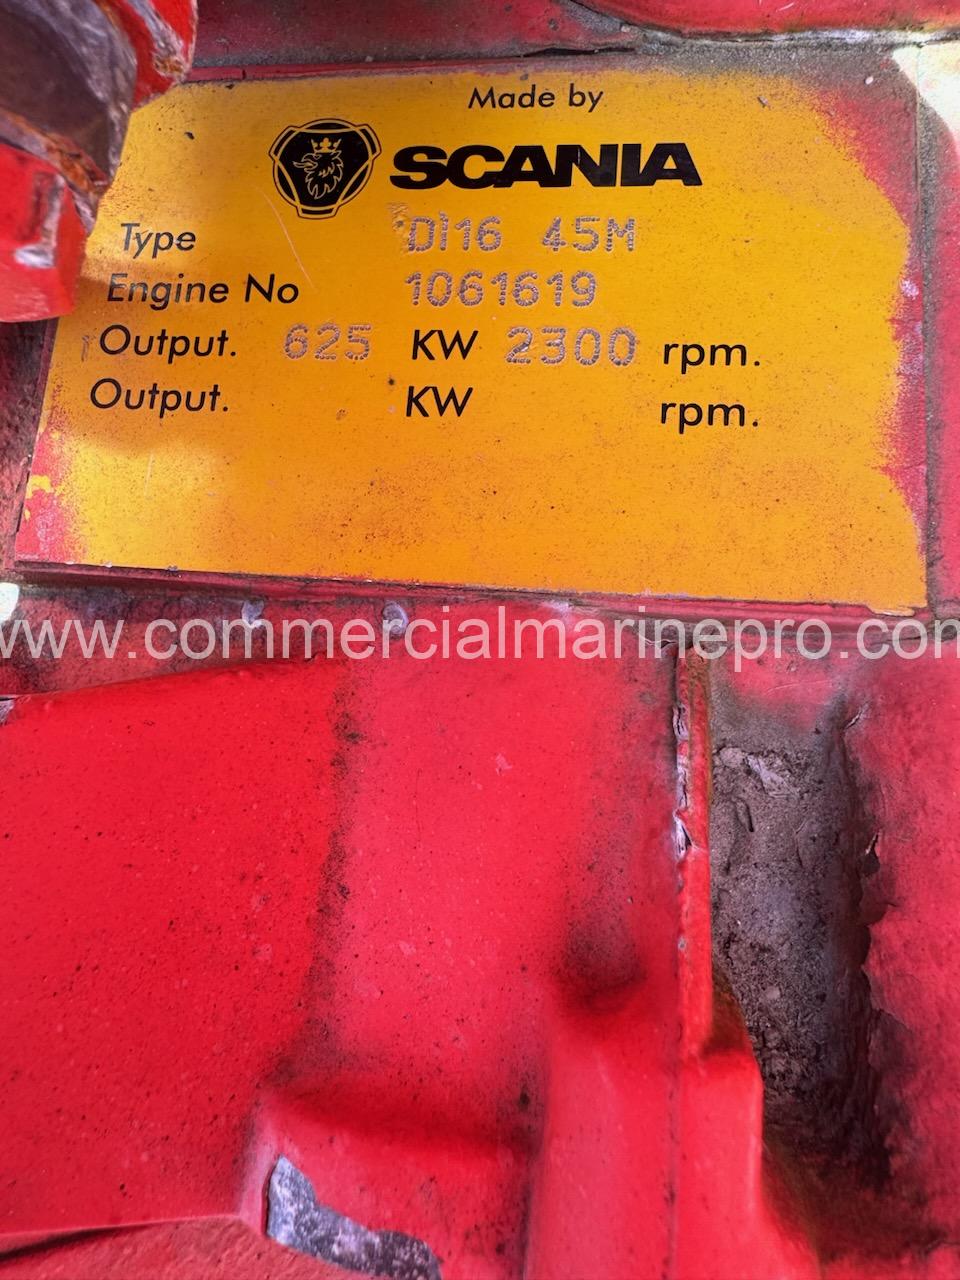 Made by
SCANIA
Type DI16 45M
Engine No 1061619
Output. 625 KW 2300 rpm.
Output. KW rpm.
www.commercialmarinepro.com